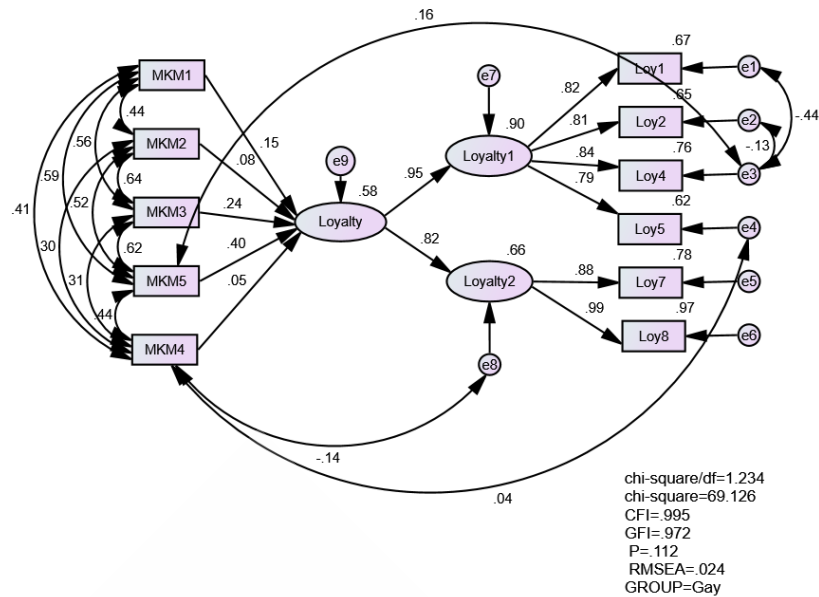 .16
.67
MKM1
e7
Loy1
e1
.82
.65
.44
.90
.81
Loy2
e2
-.44
.56
.15
MKM2
e9
Loyalty1
.84
.76
-.13
.08
.95
.79
Loy4
e3
.59
.64
.58
.41
.52
MKM3
.24
Loyalty
.62
Loy5
e4
.30
.62
.40
.82
.66
.78
.31
MKM5
.05
Loyalty2
.88
Loy7
e5
.44
.99
.97
MKM4
Loy8
e6
e8
-.14
.04
chi-square/df=1.234
chi-square=69.126
CFI=.995
GFI=.972
P=.112
RMSEA=.024
GROUP=Gay